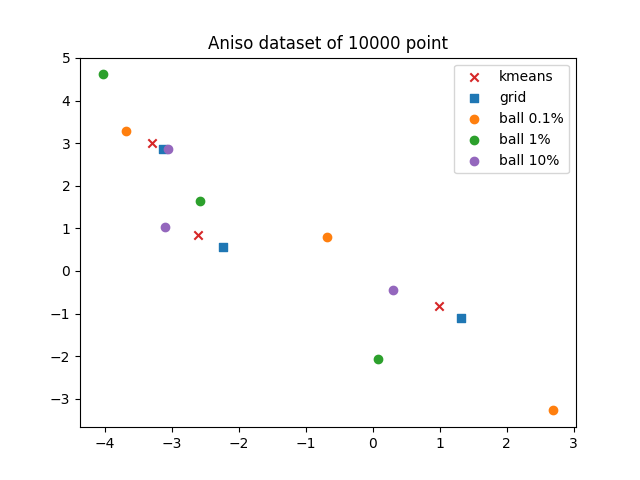 Aniso dataset of 10000 point
kmeans
grid
ball 0.1%
ball 1%
ball 10%
5
4
3
2
1
0
−1
−2
−3
−4 −3 −2 −1 0 1 2 3